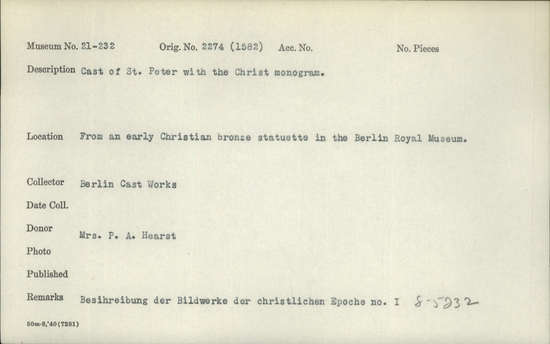 Museum No. 21-232 Orig. No. 2274 (1582) Acc. No. No. Pieces
Description Cast of St. Peter with the Christ monogram.
Location From an early Christian bronze statuette in the Berlin Royal Museum.
Collector Berlin Cast Works
Date Coll.
Donor Mrs. P. A. Hearst
Photo
Published
Remarks Besihreibung der Bildwerke der christlichen Epoche no. I 8-5232
50m-8,'40(7281)